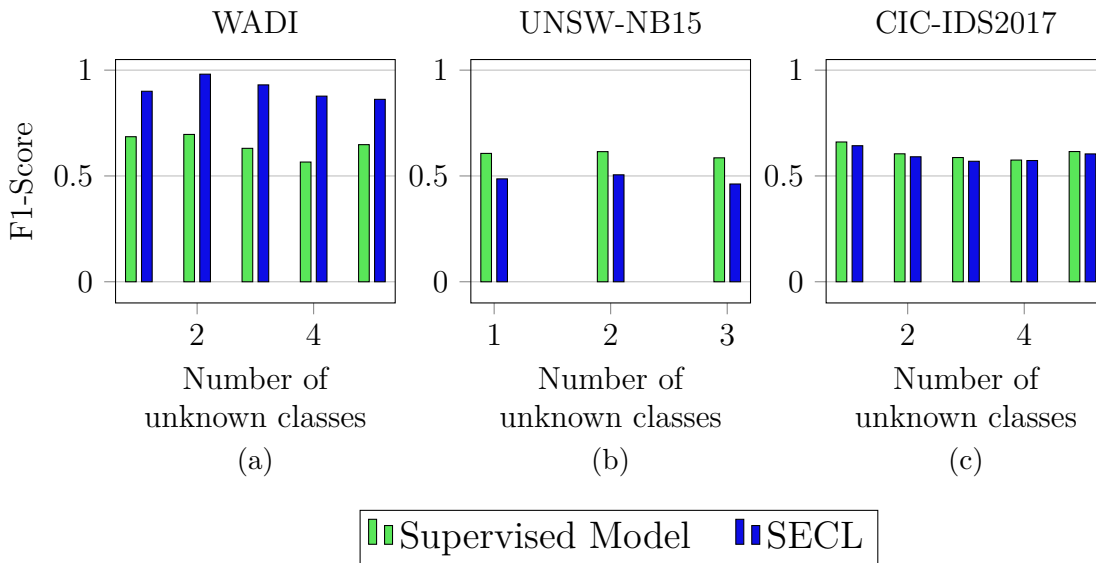 WADI
UNSW-NB15
CIC-IDS2017
F1-Score
1
0.5
0
2
4
Number of
unknown classes
(a)
1
0.5
0
1
2
3
Number of
unknown classes
(b)
1
0.5
0
2
4
Number of
unknown classes
(c)
Supervised Model
SECL